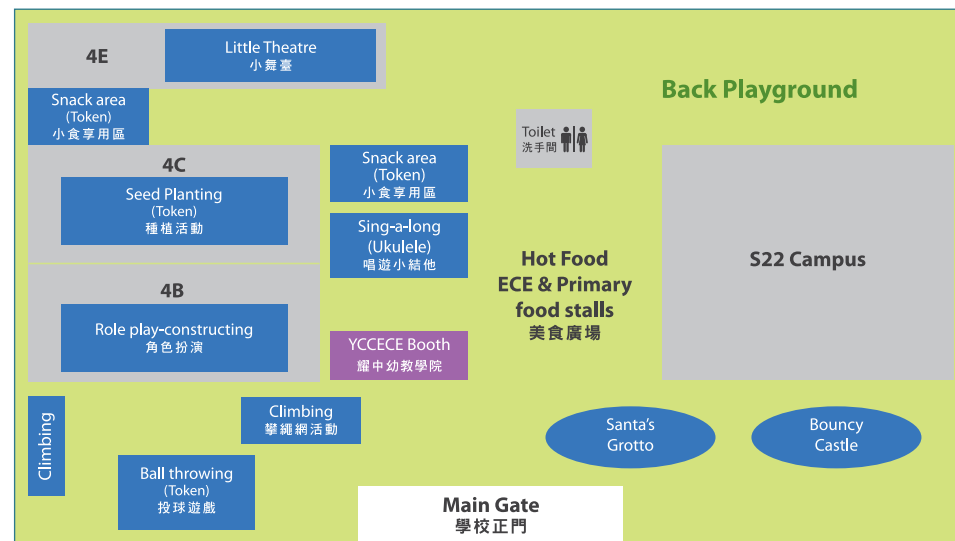 4E
Little Theatre
小舞臺
Back Playground
Snack area
(Token)
小食享用區
Toilet
洗手間
4C
Seed Planting
(Token)
種植活動
Snack area
(Token)
小食享用區
Sing-a-long
(Ukulele)
唱遊小結他
Hot Food
ECE & Primary
food stalls
美食廣場
S22 Campus
4B
Role play-constructing
角色扮演
YCCECE Booth
耀中幼教學院
Climbing
Climbing
攀繩網活動
Santa's
Grotto
Bouncy
Castle
Ball throwing
(Token)
投球遊戲
Main Gate
學校正門